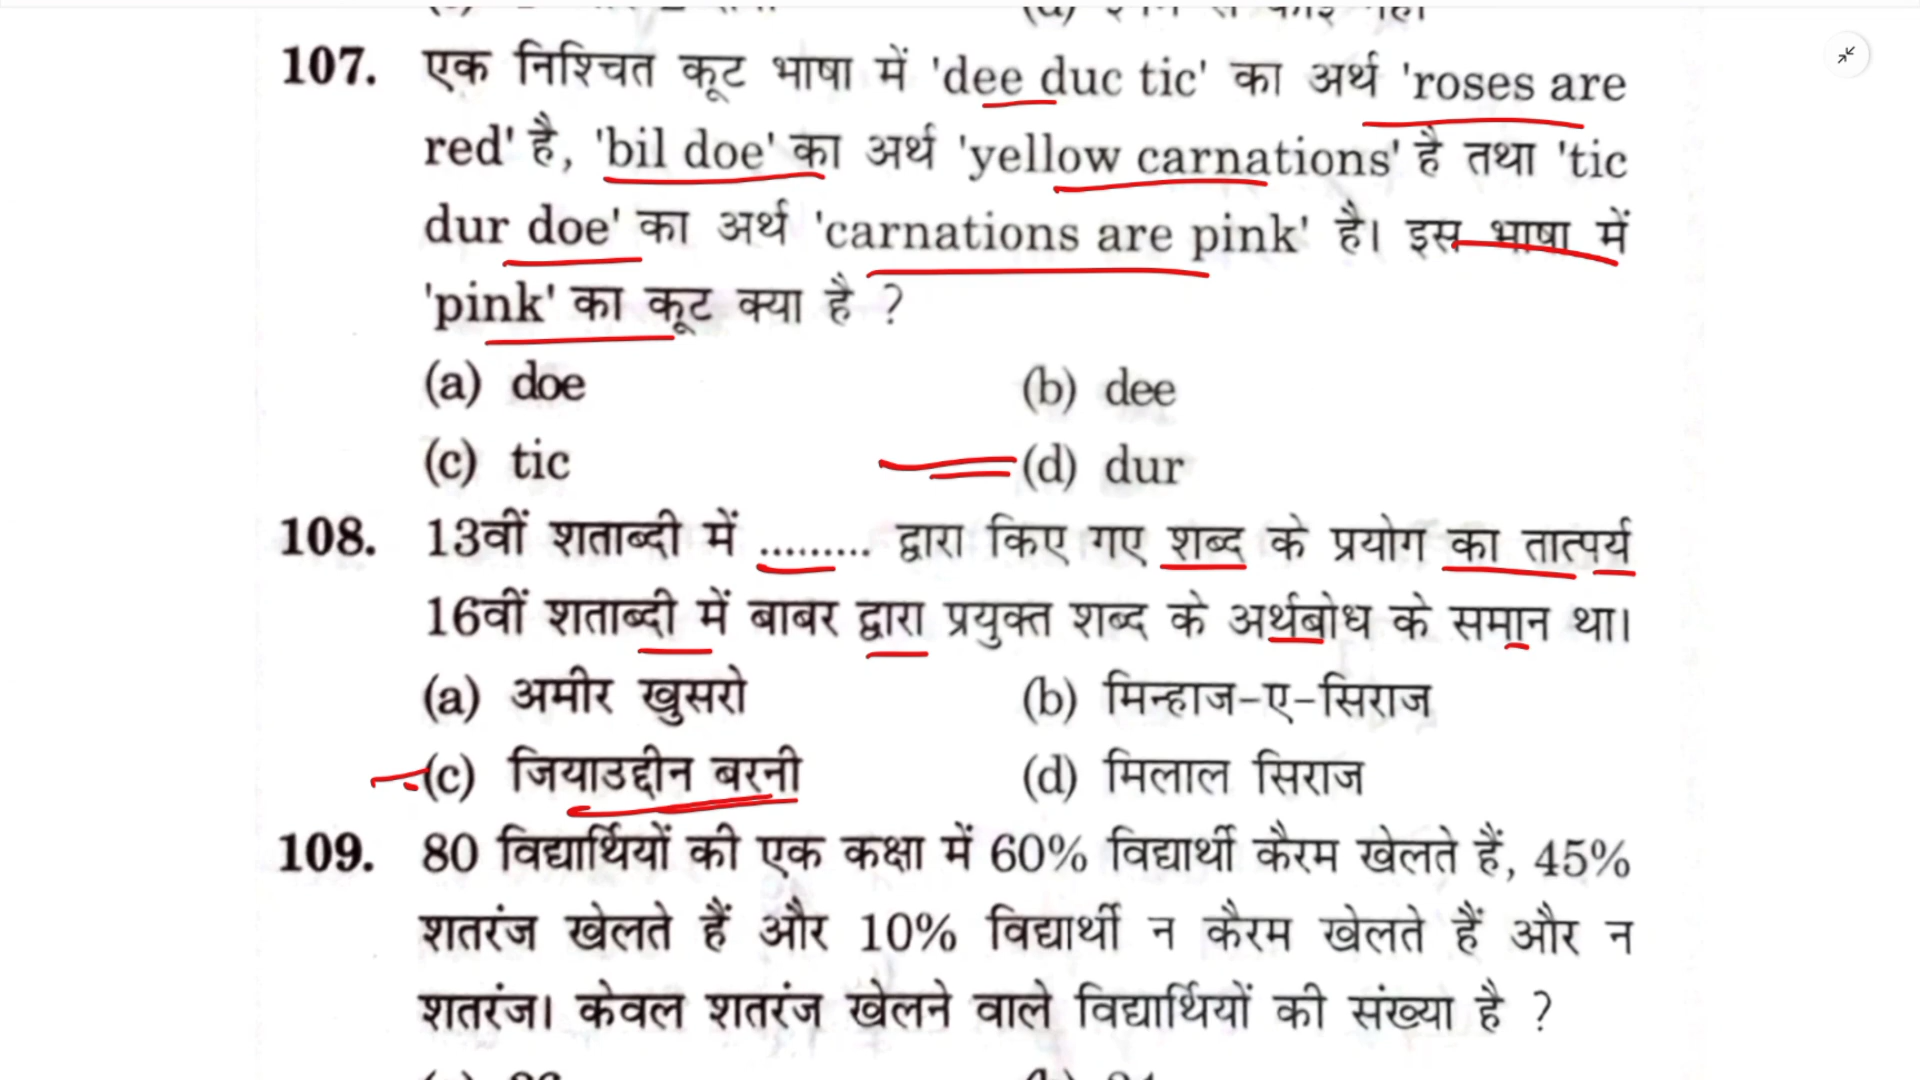 107. एक निश्चित कूट भाषा में 'dee duc tic' का अर्थ 'roses are
red' है, 'bil doe' का अर्थ 'yellow carnations' है तथा 'tic
dur doe' का अर्थ 'carnations are pink' है। इस भाषा में
'pink' का कूट क्या है ?
(a) doe (b) dee
(c) tic (d) dur
108. 13वीं शताब्दी में ......... द्वारा किए गए शब्द के प्रयोग का तात्पर्य
16वीं शताब्दी में बाबर द्वारा प्रयुक्त शब्द के अर्थबोध के समान था।
(a) अमीर खुसरो (b) मिन्हाज-ए-सिराज
(c) जियाउद्दीन बरनी (d) मिलाल सिराज
109. 80 विद्यार्थियों की एक कक्षा में 60% विद्यार्थी कैरम खेलते हैं, 45%
शतरंज खेलते हैं और 10% विद्यार्थी न कैरम खेलते हैं और न
शतरंज। केवल शतरंज खेलने वाले विद्यार्थियों की संख्या है ?